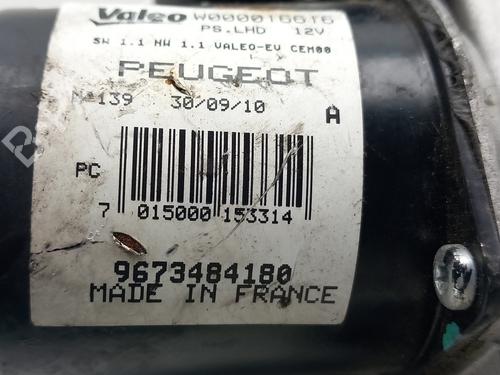 Valeo W000016616
PS.LHD 12V
SW 1.1 HW 1.1 VALEO-EV CEM00
PEUGEOT
N°139 30/09/10 A
PC
7 015000 153314
9673484180
MADE IN FRANCE